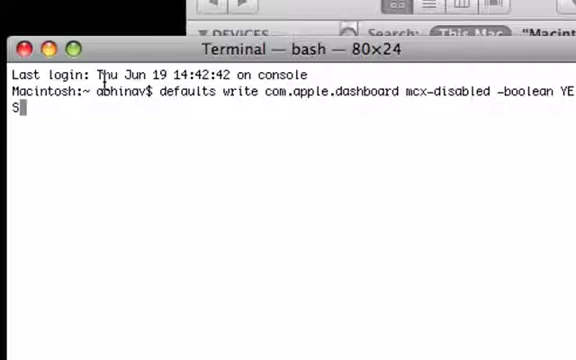 ▼ DEVICES
Search: This Mac "Macint
Terminal — bash — 80×24
Last login: Thu Jun 19 14:42:42 on console
Macintosh:~ abhinav$ defaults write com.apple.dashboard mcx-disabled -boolean YE
S